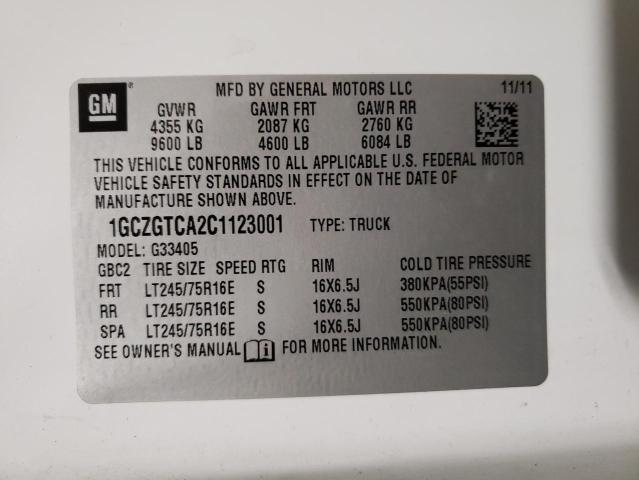 GM ® MFD BY GENERAL MOTORS LLC 11/11
GVWR GAWR FRT GAWR RR
4355 KG 2087 KG 2760 KG
9600 LB 4600 LB 6084 LB
THIS VEHICLE CONFORMS TO ALL APPLICABLE U.S. FEDERAL MOTOR
VEHICLE SAFETY STANDARDS IN EFFECT ON THE DATE OF
MANUFACTURE SHOWN ABOVE.
1GCZGTCA2C1123001 TYPE: TRUCK
MODEL: G33405
GBC2 TIRE SIZE SPEED RTG RIM COLD TIRE PRESSURE
FRT LT245/75R16E S 16X6.5J 380KPA(55PSI)
RR LT245/75R16E S 16X6.5J 550KPA(80PSI)
SPA LT245/75R16E S 16X6.5J 550KPA(80PSI)
SEE OWNER'S MANUAL i FOR MORE INFORMATION.